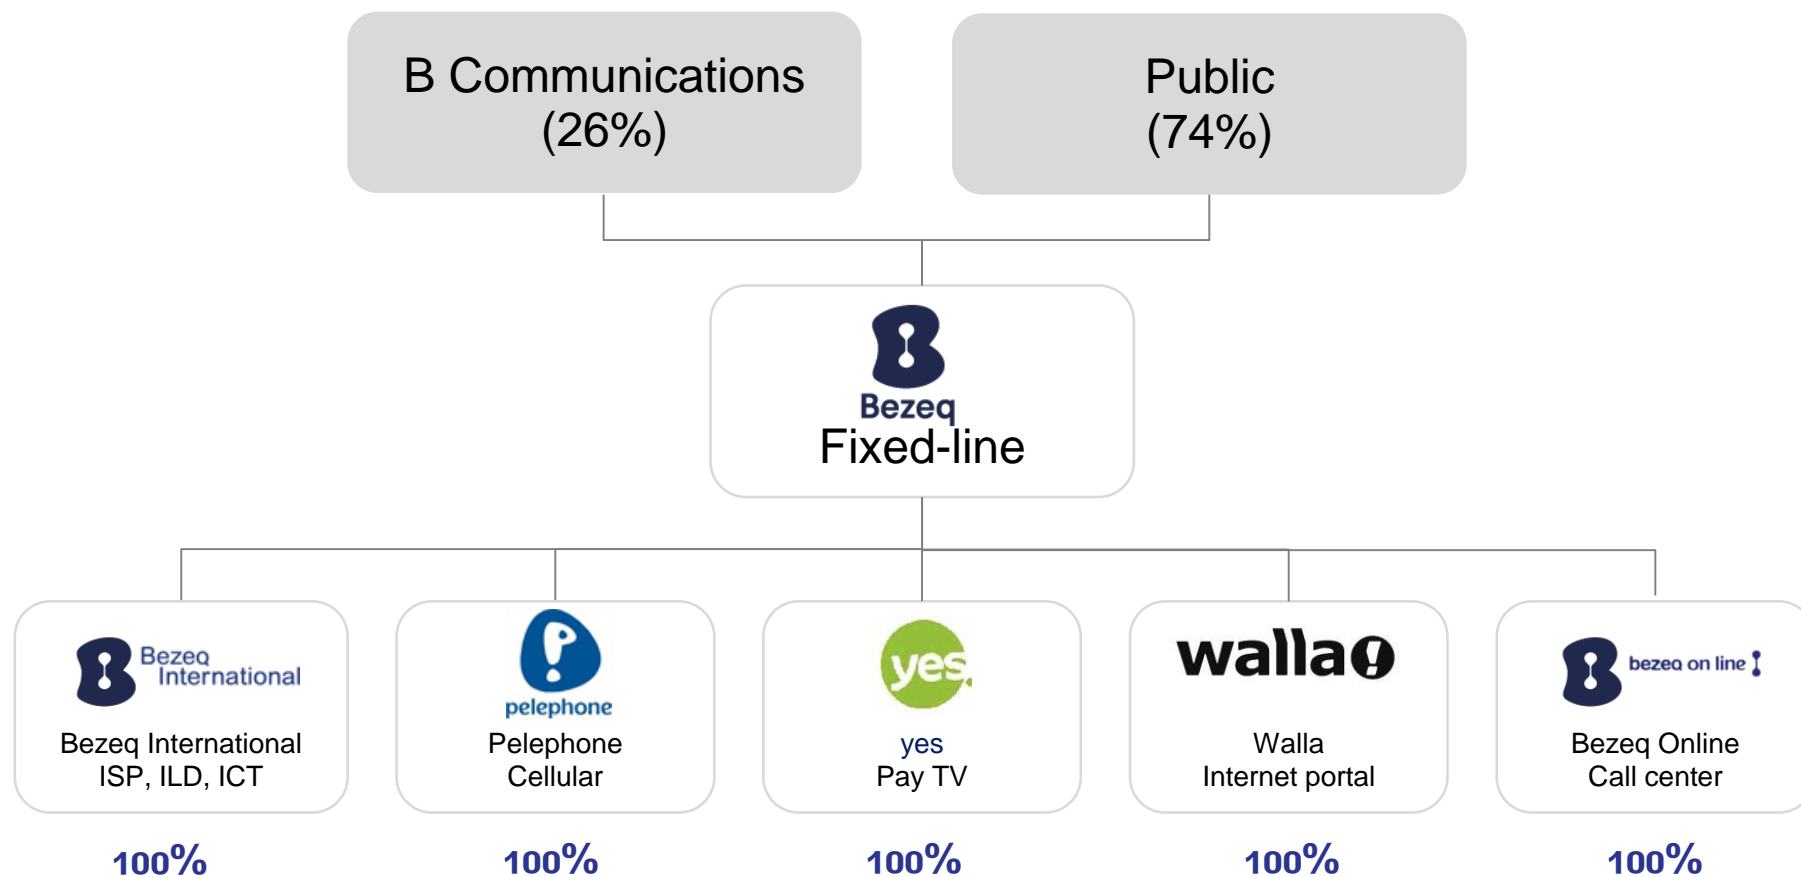 B Communications
(26%)
Public
(74%)
Bezeq
Fixed-line
Bezeq
International
Bezeq International
ISP, ILD, ICT
pelephone
Pelephone
Cellular
yes
yes
Pay TV
walla!
Walla
Internet portal
bezeq on line
Bezeq Online
Call center
100%
100%
100%
100%
100%